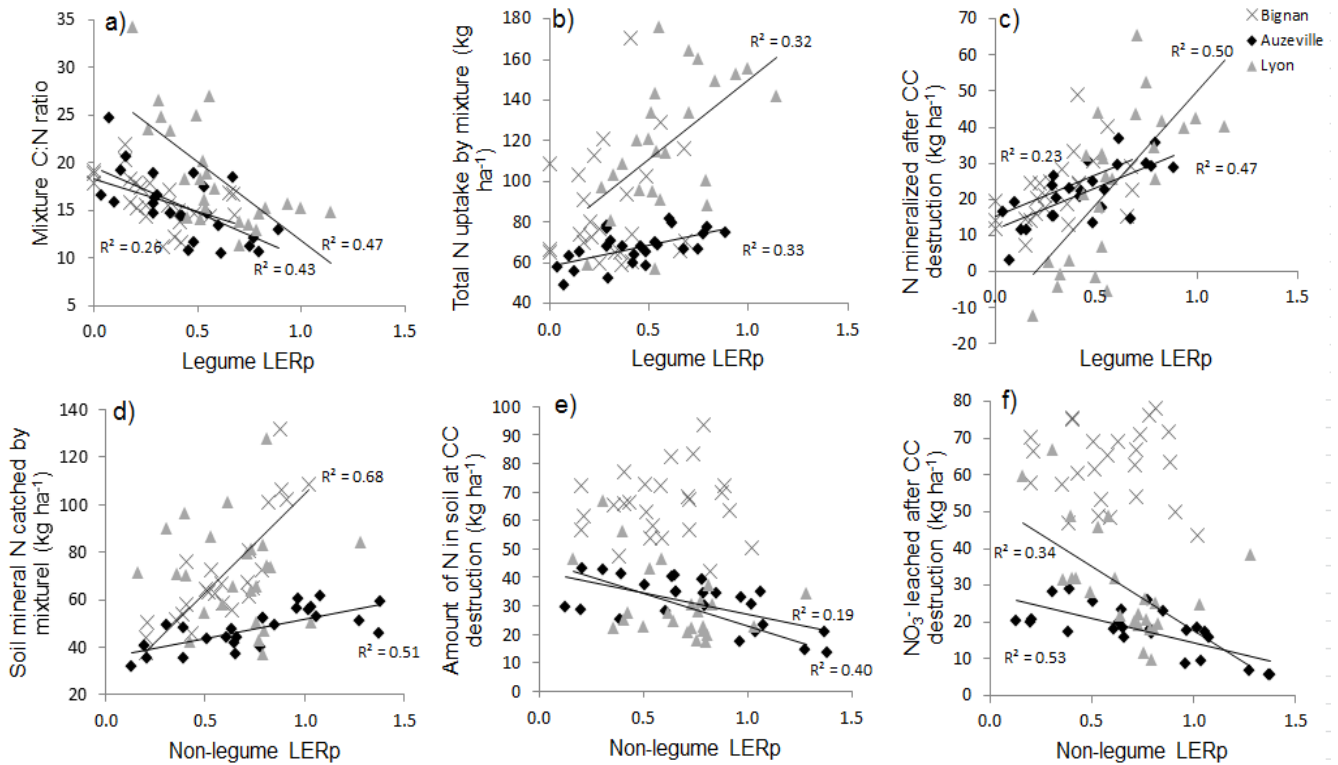 a)
35
30
25
20
15
10
5
Mixture C:N ratio
R² = 0.26
R² = 0.43
R² = 0.47
0.0 0.5 1.0 1.5
Legume LERp
b)
180
160
140
120
100
80
60
40
Total N uptake by mixture (kg
ha⁻¹)
R² = 0.32
R² = 0.33
0.0 0.5 1.0 1.5
Legume LERp
c)
70
60
50
40
30
20
10
0
-10
-20
N mineralized after CC
destruction (kg ha⁻¹)
Bignan
Auzeville
Lyon
R² = 0.50
R² = 0.23
R² = 0.47
0.0 0.5 1.0 1.5
Legume LERp
d)
140
120
100
80
60
40
20
Soil mineral N catched by
mixturel (kg ha⁻¹)
R² = 0.68
R² = 0.51
0.0 0.5 1.0 1.5
Non-legume LERp
e)
100
90
80
70
60
50
40
30
20
10
0
Amount of N in soil at CC
destruction (kg ha⁻¹)
R² = 0.19
R² = 0.40
0.0 0.5 1.0 1.5
Non-legume LERp
f)
80
70
60
50
40
30
20
10
0
NO₃⁻ leached after CC
destruction (kg ha⁻¹)
R² = 0.34
R² = 0.53
0.0 0.5 1.0 1.5
Non-legume LERp